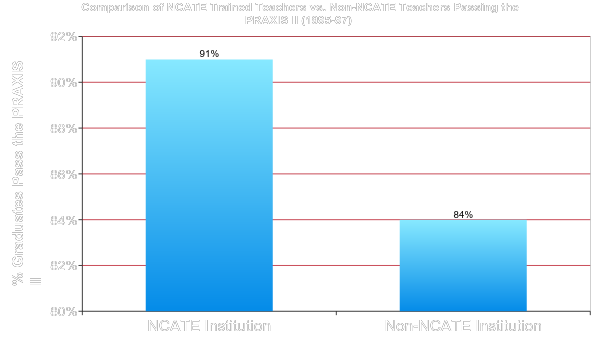 Comparison of NCATE Trained Teachers vs. Non-NCATE Teachers Passing the
PRAXIS II (1995-97)
% Graduates Pass the PRAXIS
II
92%
90%
88%
86%
84%
82%
80%
91%
84%
NCATE Institution
Non-NCATE Institution